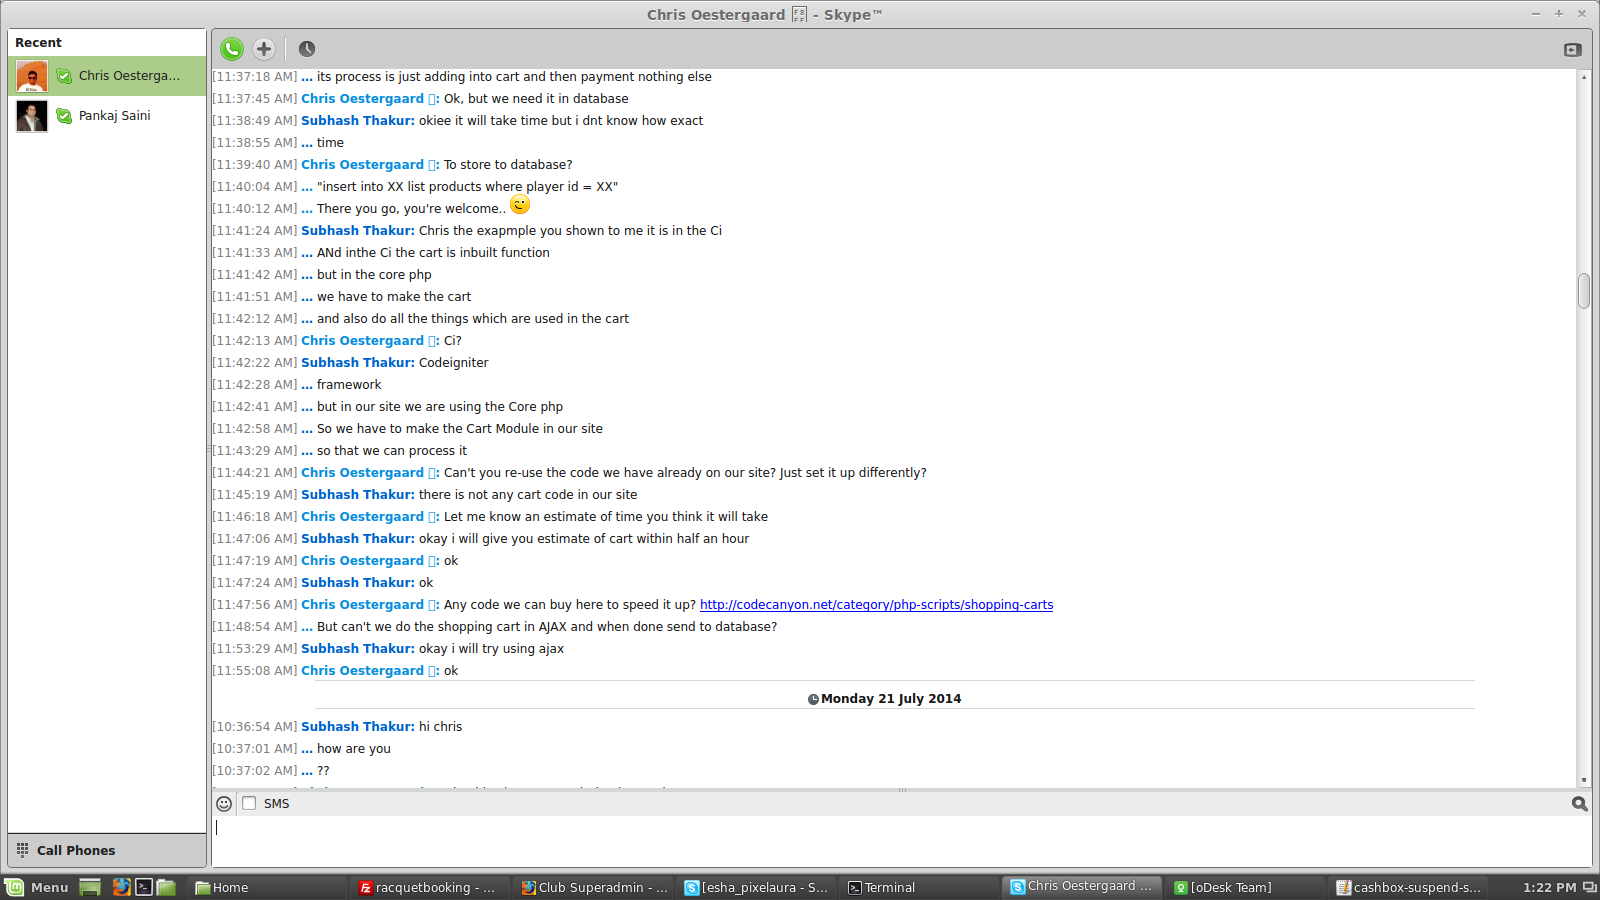 Chris Oestergaard - Skype™
Recent
Chris Oesterga...
Pankaj Saini
[11:37:18 AM] ... its process is just adding into cart and then payment nothing else
[11:37:45 AM] Chris Oestergaard : Ok, but we need it in database
[11:38:49 AM] Subhash Thakur: okiee it will take time but i dnt know how exact
[11:38:55 AM] ... time
[11:39:40 AM] Chris Oestergaard : To store to database?
[11:40:04 AM] ... "insert into XX list products where player id = XX"
[11:40:12 AM] ... There you go, you're welcome..
[11:41:24 AM] Subhash Thakur: Chris the exapmple you shown to me it is in the Ci
[11:41:33 AM] ... ANd inthe Ci the cart is inbuilt function
[11:41:42 AM] ... but in the core php
[11:41:51 AM] ... we have to make the cart
[11:42:12 AM] ... and also do all the things which are used in the cart
[11:42:13 AM] Chris Oestergaard : Ci?
[11:42:22 AM] Subhash Thakur: Codeigniter
[11:42:28 AM] ... framework
[11:42:41 AM] ... but in our site we are using the Core php
[11:42:58 AM] ... So we have to make the Cart Module in our site
[11:43:29 AM] ... so that we can process it
[11:44:21 AM] Chris Oestergaard : Can't you re-use the code we have already on our site? Just set it up differently?
[11:45:19 AM] Subhash Thakur: there is not any cart code in our site
[11:46:18 AM] Chris Oestergaard : Let me know an estimate of time you think it will take
[11:47:06 AM] Subhash Thakur: okay i will give you estimate of cart within half an hour
[11:47:19 AM] Chris Oestergaard : ok
[11:47:24 AM] Subhash Thakur: ok
[11:47:56 AM] Chris Oestergaard : Any code we can buy here to speed it up? http://codecanyon.net/category/php-scripts/shopping-carts
[11:48:54 AM] ... But can't we do the shopping cart in AJAX and when done send to database?
[11:53:29 AM] Subhash Thakur: okay i will try using ajax
[11:55:08 AM] Chris Oestergaard : ok
Monday 21 July 2014
[10:36:54 AM] Subhash Thakur: hi chris
[10:37:01 AM] ... how are you
[10:37:02 AM] ... ??
SMS
Call Phones
Menu
Home
racquetbooking - ...
Club Superadmin - ...
[esha_pixelaura - S...
Terminal
Chris Oestergaard ...
[oDesk Team]
cashbox-suspend-s...
1:22 PM